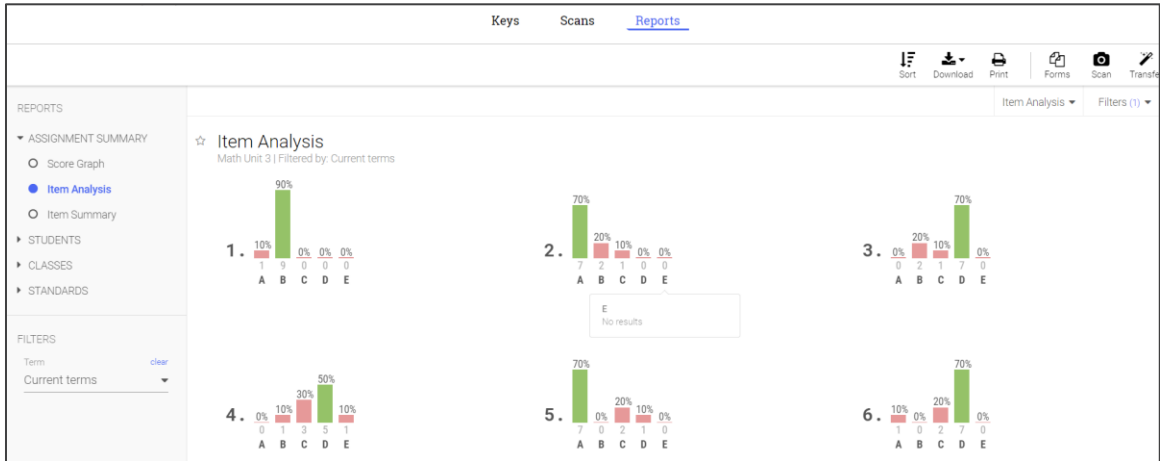 Keys Scans Reports
Sort Download Print Forms Scan Transfe
Item Analysis Filters (1)
REPORTS
ASSIGNMENT SUMMARY
Score Graph
Item Analysis
Item Summary
STUDENTS
CLASSES
STANDARDS
FILTERS
Term clear
Current terms
Item Analysis
Math Unit 3 | Filtered by: Current terms
1.
10% 90% 0% 0% 0%
1 9 0 0 0
A B C D E
2.
70% 20% 10% 0% 0%
7 2 1 0 0
A B C D E
E
No results
3.
0% 20% 10% 70% 0%
0 2 1 7 0
A B C D E
4.
0% 10% 30% 50% 10%
0 1 3 5 1
A B C D E
5.
70% 0% 20% 10% 0%
7 0 2 1 0
A B C D E
6.
10% 0% 20% 70% 0%
1 0 2 7 0
A B C D E